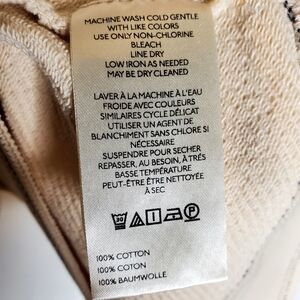 MACHINE WASH COLD GENTLE
WITH LIKE COLORS
USE ONLY NON-CHLORINE
BLEACH
LINE DRY
LOW IRON AS NEEDED
MAY BE DRY CLEANED
LAVER À LA MACHINE À L'EAU
FROIDE AVEC COULEURS
SIMILAIRES CYCLE DÉLICAT
UTILISER UN AGENT DE
BLANCHIMENT SANS CHLORE SI
NÉCESSAIRE
SUSPENDRE POUR SÉCHER
REPASSER, AU BESOIN, À TRÈS
BASSE TEMPÉRATURE
PEUT-ÊTRE ÊTRE NETTOYÉE
À SEC
30 P
100% COTTON
100% COTON
100% BAUMWOLLE